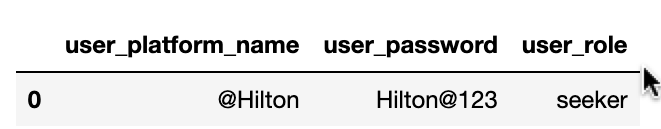 user_platform_name user_password user_role
0 @Hilton Hilton@123 seeker